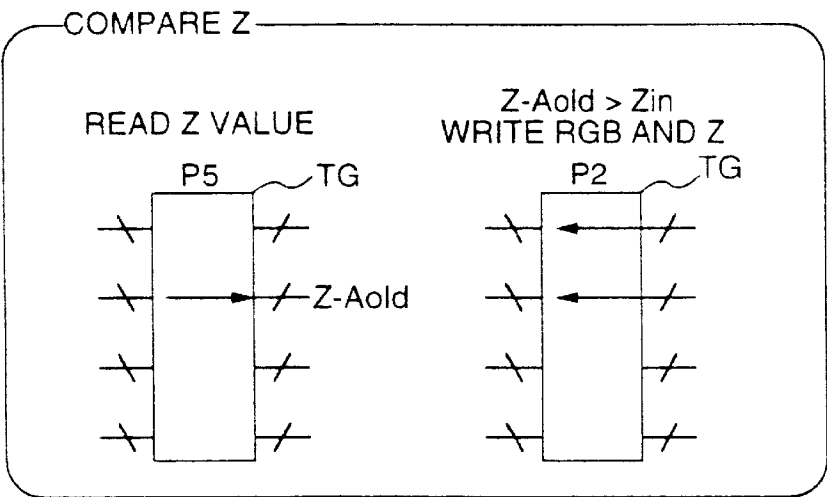 COMPARE Z
READ Z VALUE
P5
TG
Z-Aold
Z-Aold > Zin
WRITE RGB AND Z
P2
TG